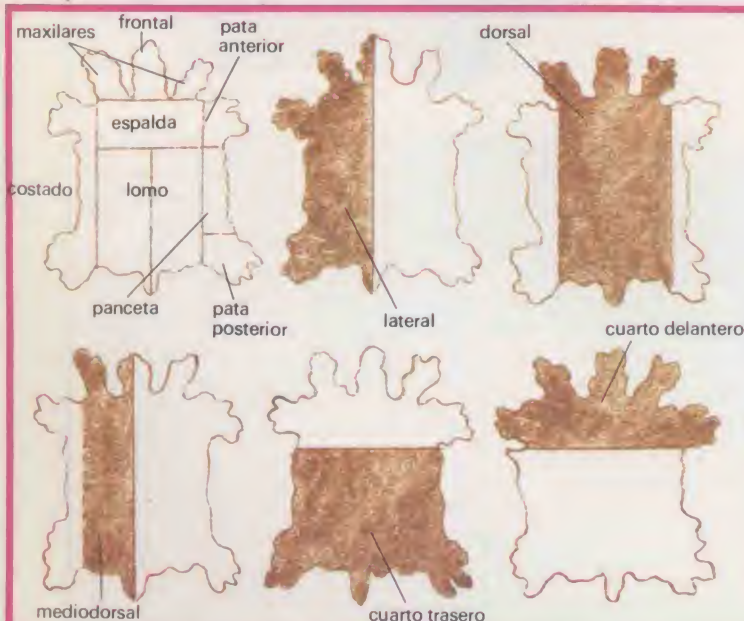 maxilares
frontal
pata
anterior
espalda
costado
lomo
panceta
pata
posterior
lateral
dorsal
mediodorsal
cuarto trasero
cuarto delantero